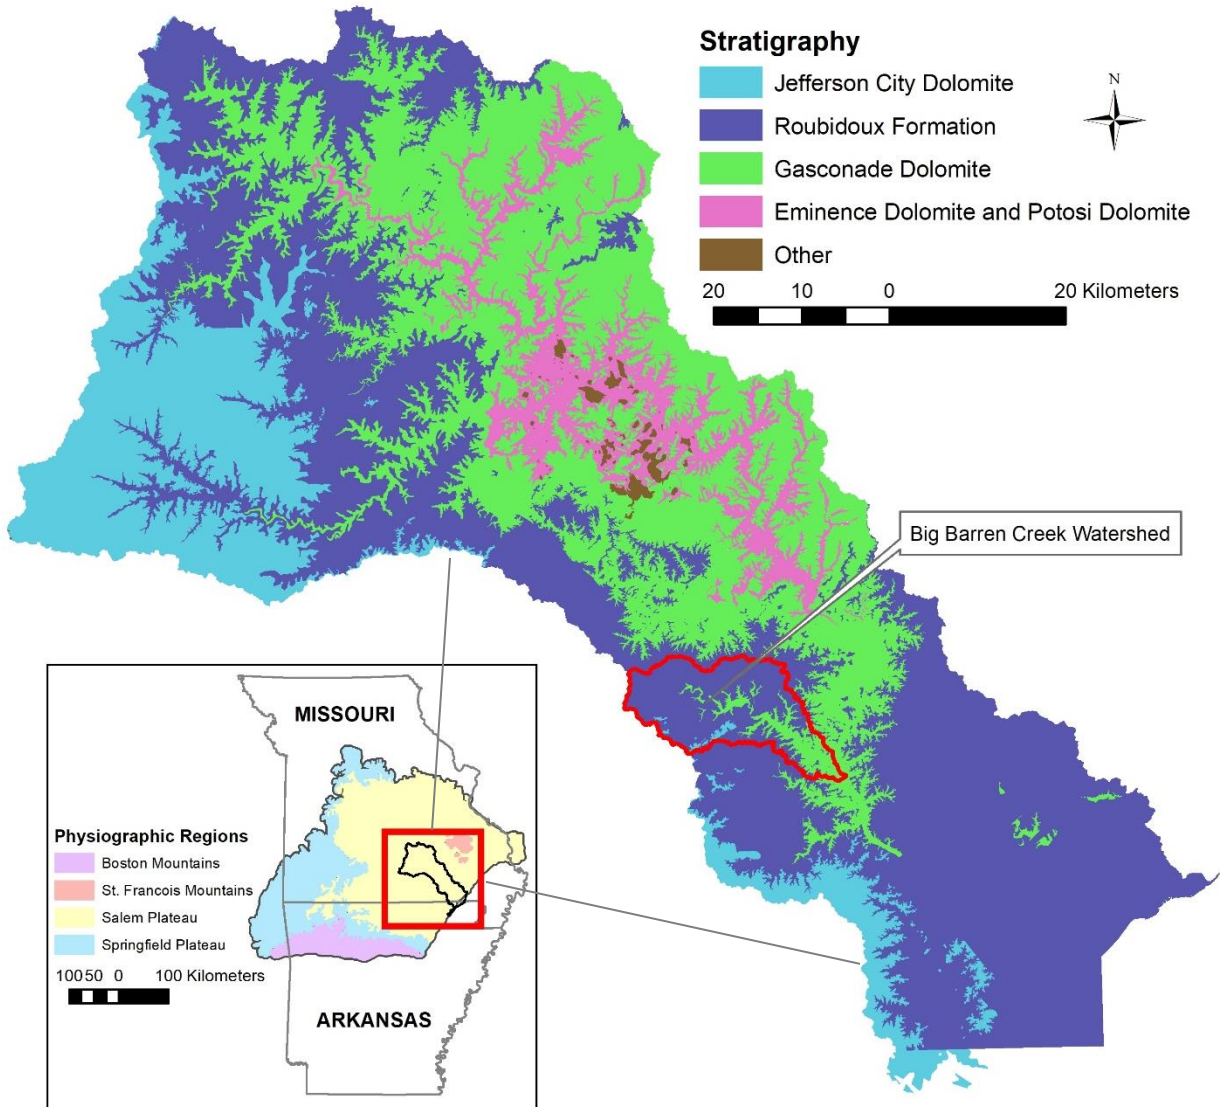 Stratigraphy
Jefferson City Dolomite
Roubidoux Formation
Gasconade Dolomite
Eminence Dolomite and Potosi Dolomite
Other
N
20 10 0 20 Kilometers
Big Barren Creek Watershed
MISSOURI
Physiographic Regions
Boston Mountains
St. Francois Mountains
Salem Plateau
Springfield Plateau
100 50 0 100 Kilometers
ARKANSAS